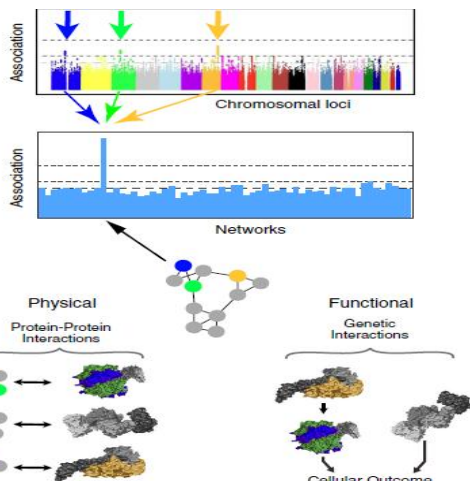 Association
Chromosomal loci
Association
Networks
Physical
Functional
Protein-Protein
Interactions
Genetic
Interactions
Cellular Outcome